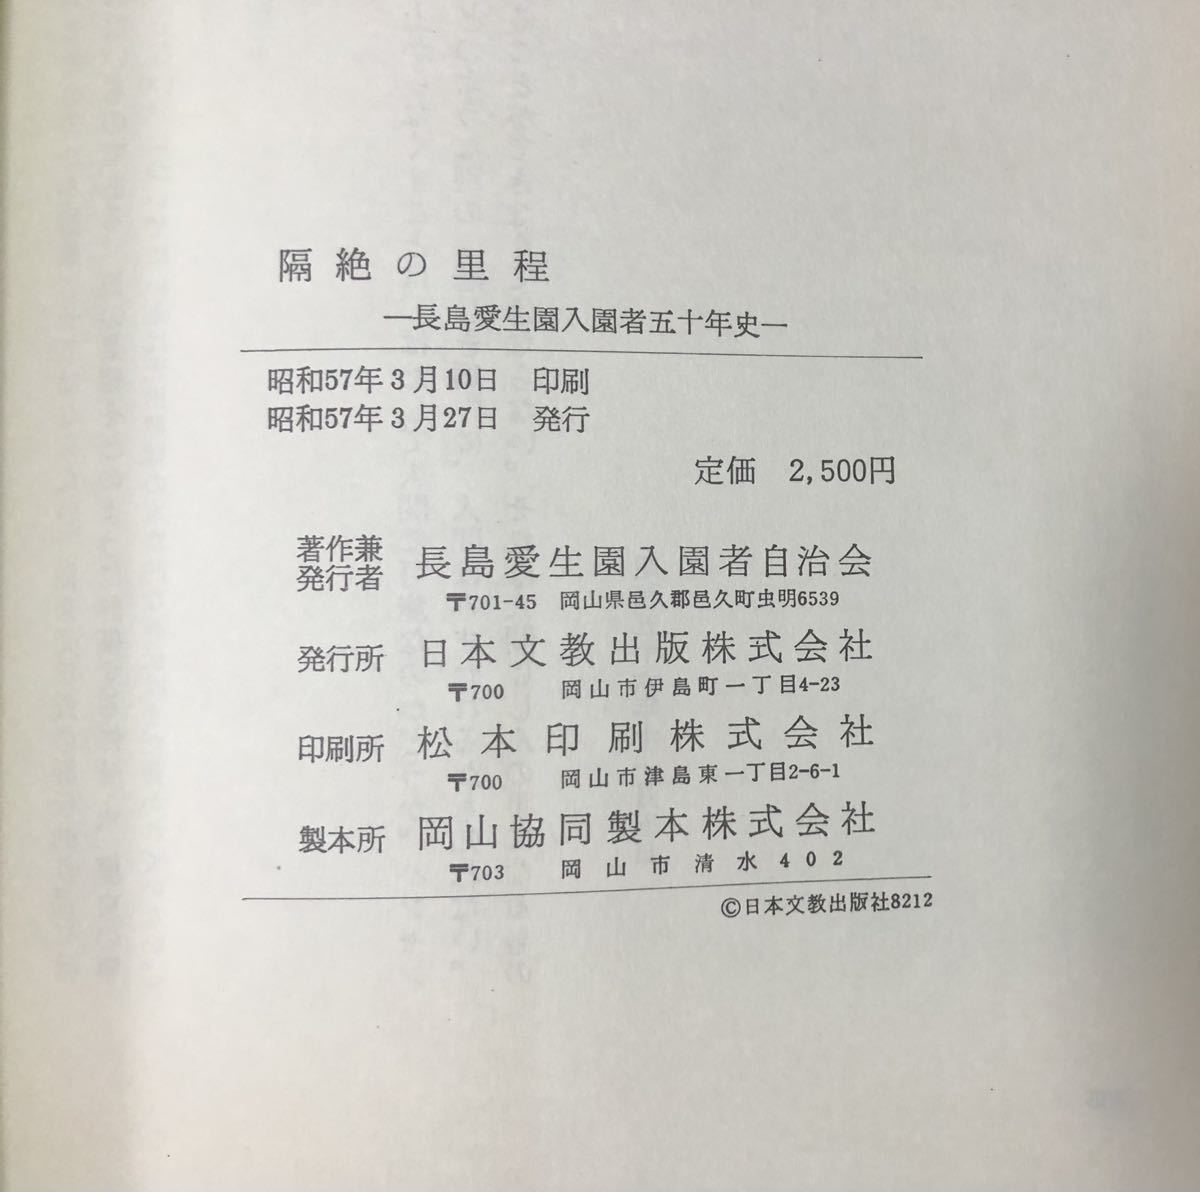 隔絶の里程
―長島愛生園入園者五十年史―
昭和57年3月10日 印刷
昭和57年3月27日 発行
定価 2,500円
著作兼
発行者 長島愛生園入園者自治会
〒701-45 岡山県邑久郡邑久町虫明6539
発行所 日本文教出版株式会社
〒700 岡山市伊島町一丁目4-23
印刷所 松本印刷株式会社
〒700 岡山市津島東一丁目2-6-1
製本所 岡山協同製本株式会社
〒703 岡山市清水402
©日本文教出版社8212